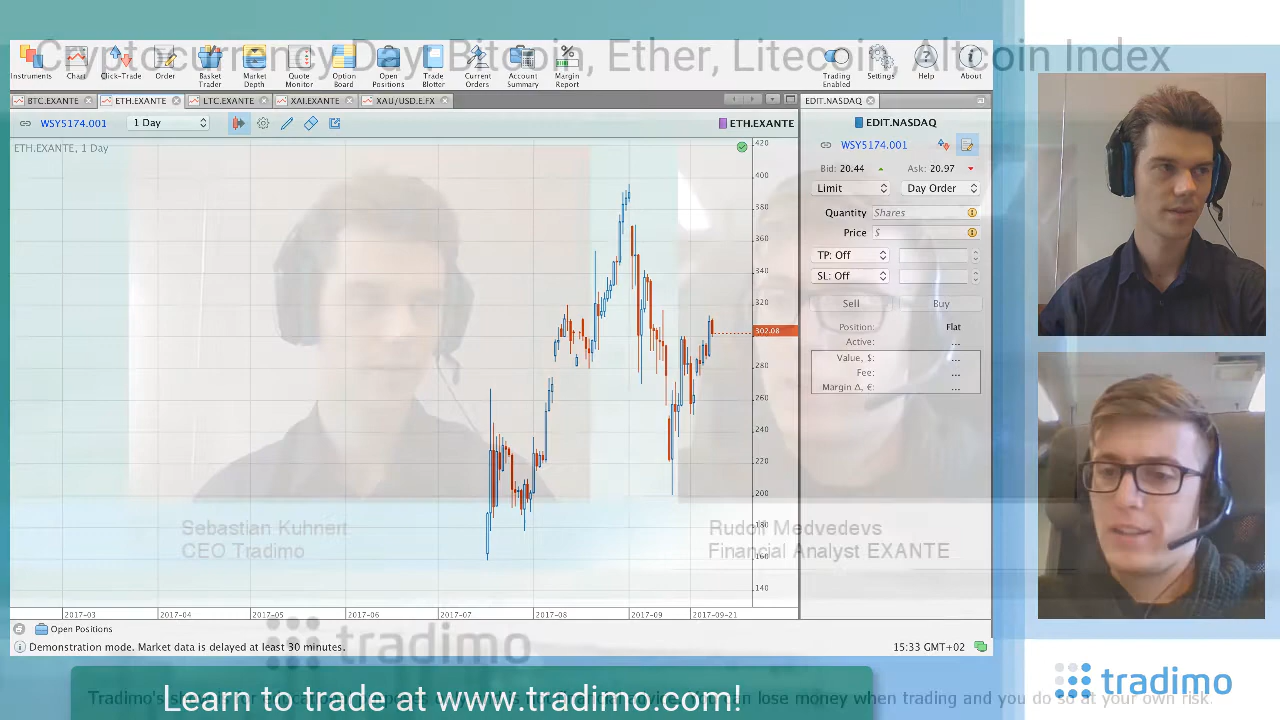 Cryptocurrency Day: Bitcoin, Ether, Litecoin, Altcoin Index
Instruments
Chart
Click-Trade
Order
Basket Trader
Market Depth
Quote Monitor
Option Board
Open Positions
Trade Blotter
Current Orders
Account Summary
Margin Report
Trading Enabled
Settings
Help
About
BTC.EXANTE
ETH.EXANTE
LTC.EXANTE
XAI.EXANTE
XAU/USD.E.FX
EDIT.NASDAQ
WSY5174.001
1 Day
ETH.EXANTE
EDIT.NASDAQ
ETH.EXANTE, 1 Day
WSY5174.001
Bid: 20.44
Ask: 20.97
Limit
Day Order
Quantity
Shares
Price
$
TP: Off
SL: Off
Sell
Buy
Position:
Flat
Active:
...
Value, $:
...
Fee:
...
Margin Δ, €:
...
420
400
380
360
340
320
302.08
300
280
260
240
220
200
180
160
140
2017-03
2017-04
2017-05
2017-06
2017-07
2017-08
2017-09
2017-09-21
Sebastian Kuhnert
CEO Tradimo
Rudolf Medvedevs
Financial Analyst EXANTE
Open Positions
tradimo
Demonstration mode. Market data is delayed at least 30 minutes.
15:33 GMT+02
Learn to trade at www.tradimo.com!
Tradimo's
can lose money when trading and you do so at your own risk.
tradimo